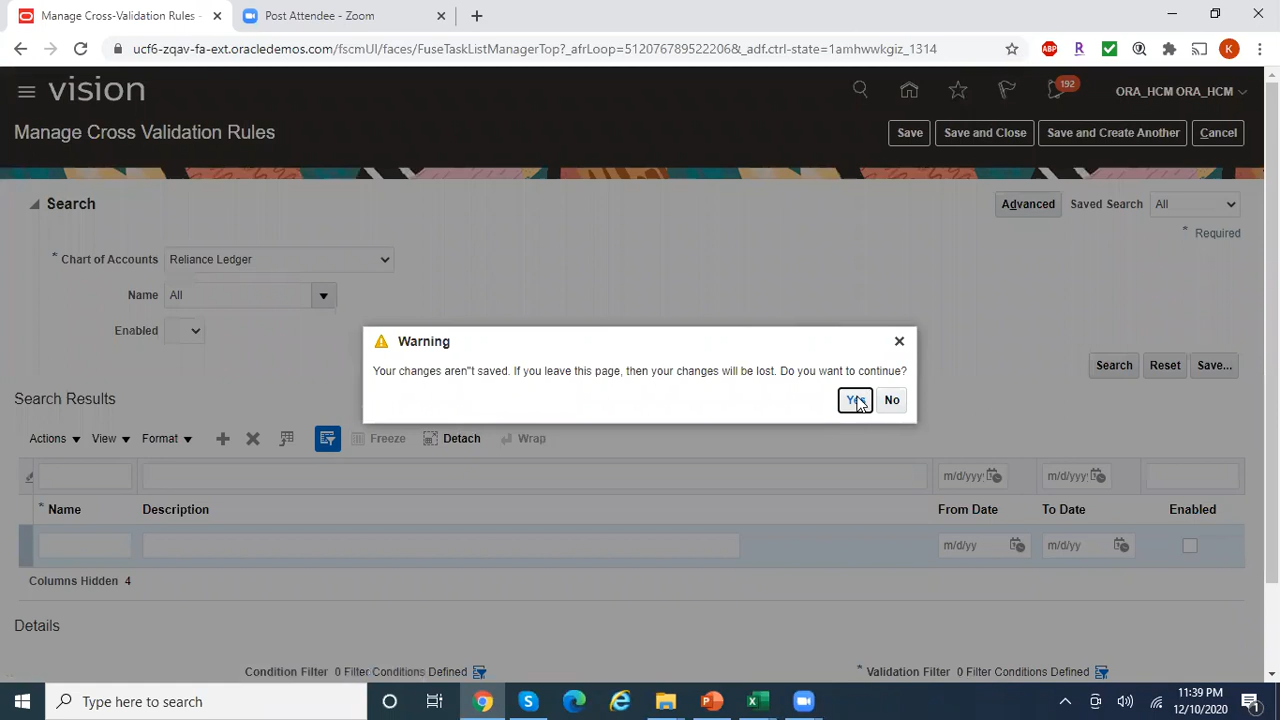 Manage Cross-Validation Rules -
Post Attendee - Zoom
ucf6-zqav-fa-ext.oracledemos.com/fscmUI/faces/FuseTaskListManagerTop?_afrLoop=5120767895222068&_adf.ctrl-state=1amhwwkgiz_1314
ABP
R
K
vision
192
ORA_HCM ORA_HCM
Manage Cross Validation Rules
Save
Save and Close
Save and Create Another
Cancel
Search
Advanced
Saved Search
All
* Required
* Chart of Accounts
Reliance Ledger
Name
All
Enabled
Warning
Your changes aren"t saved. If you leave this page, then your changes will be lost. Do you want to continue?
Yes
No
Search
Reset
Save...
Search Results
Actions
View
Format
Freeze
Detach
Wrap
m/d/yyy
m/d/yyy
* Name
Description
From Date
To Date
Enabled
m/d/yy
m/d/yy
Columns Hidden 4
Details
Condition Filter 0 Filter Conditions Defined
* Validation Filter 0 Filter Conditions Defined
Type here to search
11:39 PM
12/10/2020
1